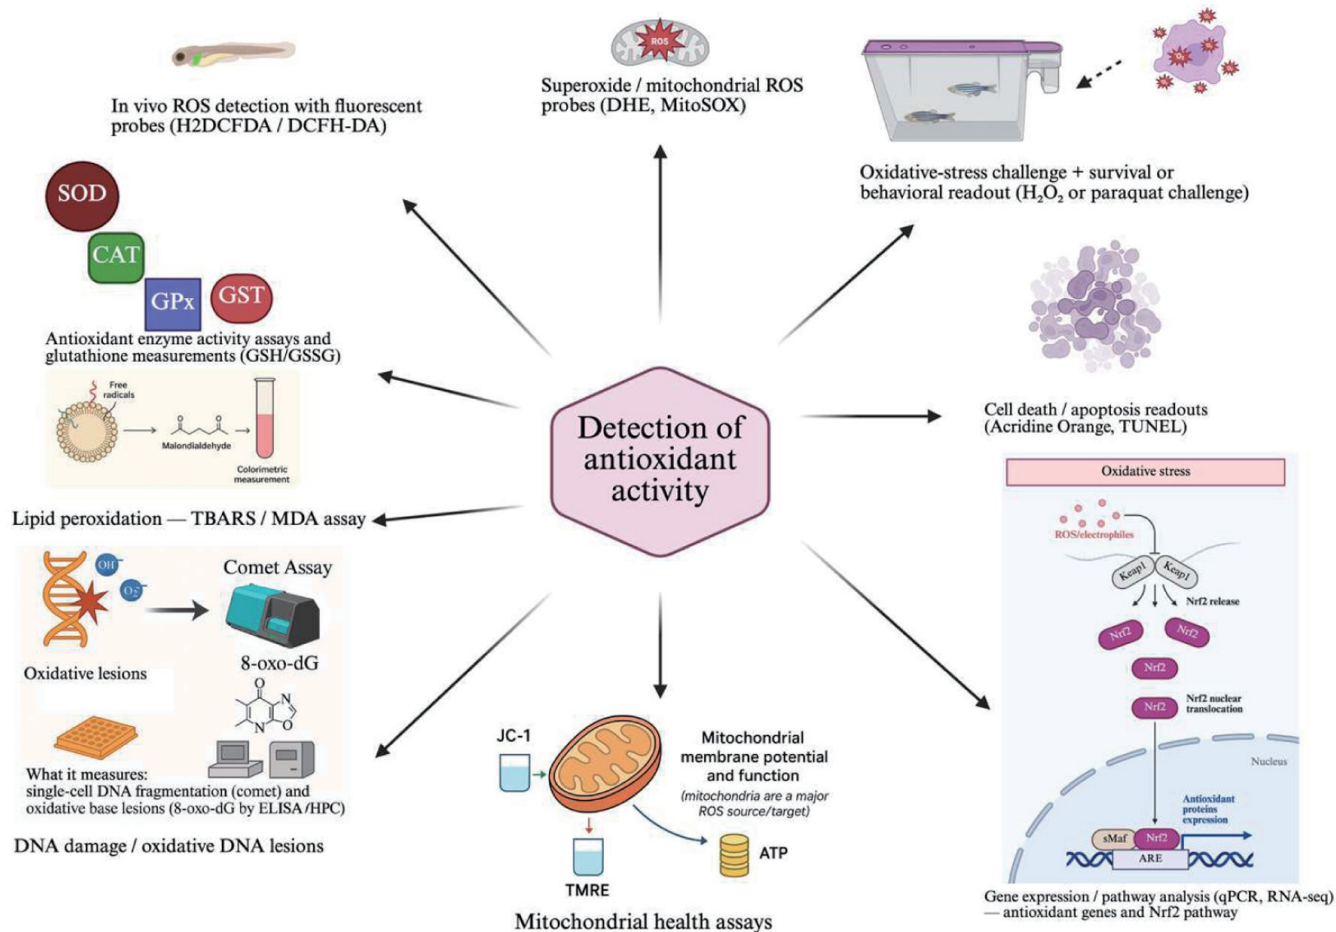 In vivo ROS detection with fluorescent
probes (H2DCFDA / DCFH-DA)
ROS
Superoxide / mitochondrial ROS
probes (DHE, MitoSOX)
Oxidative-stress challenge + survival or
behavioral readout (H₂O₂ or paraquat challenge)
SOD
CAT
GPx
GST
Antioxidant enzyme activity assays and
glutathione measurements (GSH/GSSG)
Free
radicals
Malondialdehyde
Colorimetric
measurement
Lipid peroxidation — TBARS / MDA assay
Detection of
antioxidant
activity
Cell death / apoptosis readouts
(Acridine Orange, TUNEL)
OH⁻
O₂⁻
Comet Assay
Oxidative lesions
8-oxo-dG
O
N
O
N
What it measures:
single-cell DNA fragmentation (comet) and
oxidative base lesions (8-oxo-dG by ELISA/HPC)
DNA damage / oxidative DNA lesions
JC-1
Mitochondrial
membrane potential
and function
(mitochondria are a major
ROS source/target)
ATP
TMRE
Mitochondrial health assays
Oxidative stress
ROS/electrophiles
Keap1
Keap1
Nrf2 release
Nrf2
Nrf2
Nrf2
Nrf2
Nrf2 nuclear
translocation
Nucleus
Antioxidant
proteins
expression
sMaf
Nrf2
ARE
Gene expression / pathway analysis (qPCR, RNA-seq)
— antioxidant genes and Nrf2 pathway